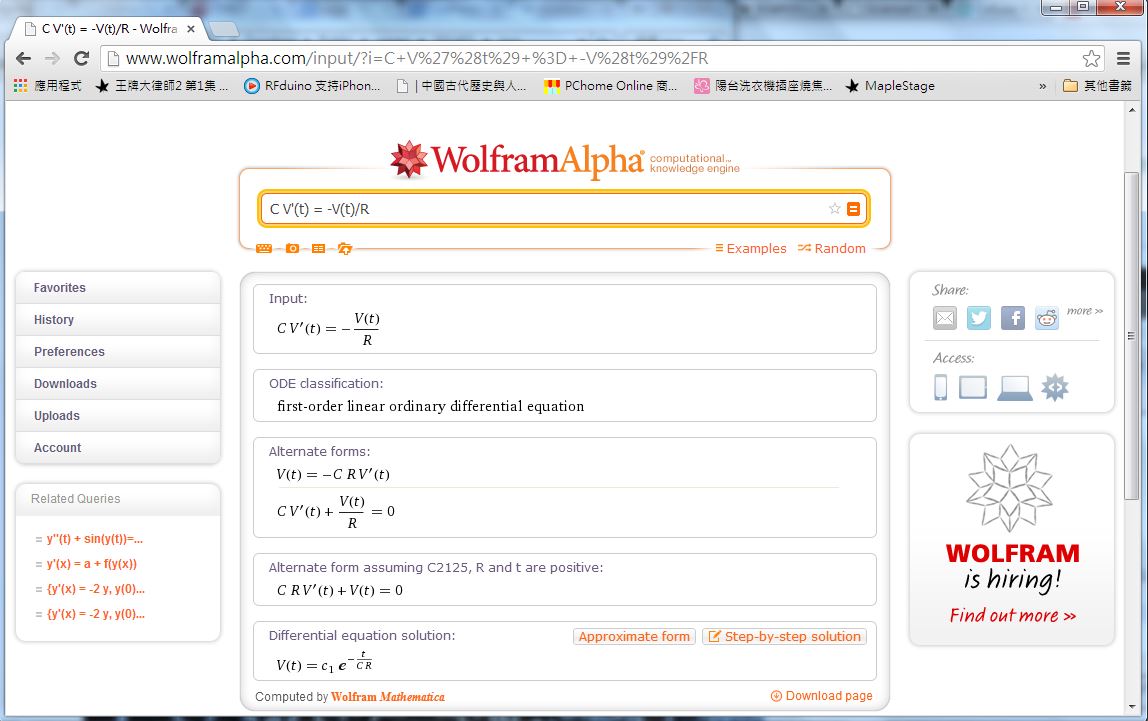 C V'(t) = -V(t)/R - Wolfra
www.wolframalpha.com/input/?i=C+V%27%28t%29+%3D+-V%28t%29%2FR
應用程式 王牌大律師2 第1集 ... RFduino 支持iPhon... | 中國古代歷史與人... PChome Online 商... 陽台洗衣機插座燒焦... MapleStage » 其他書籤
WolframAlpha computational... knowledge engine
C V'(t) = -V(t)/R
Examples Random
Favorites
History
Preferences
Downloads
Uploads
Account
Related Queries
= y''(t) + sin(y(t))=...
= y'(x) = a + f(y(x))
= {y'(x) = -2 y, y(0)...
= {y'(x) = -2 y, y(0)...
Input:
C V′(t) = -V(t)/R
ODE classification:
first-order linear ordinary differential equation
Alternate forms:
V(t) = -C R V′(t)
C V′(t) + V(t)/R = 0
Alternate form assuming C2125, R and t are positive:
C R V′(t) + V(t) = 0
Differential equation solution:
Approximate form
Step-by-step solution
V(t) = c₁ e^(-t/(C R))
Computed by Wolfram Mathematica
Download page
Share:
more »
Access:
WOLFRAM
is hiring!
Find out more »